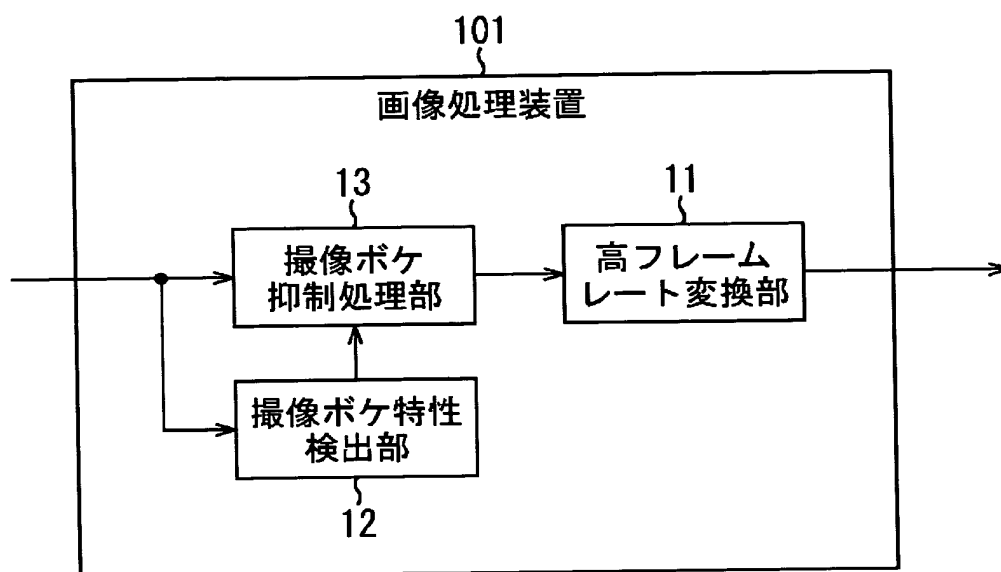 101
画像処理装置
13
撮像ボケ
抑制処理部
11
高フレーム
レート変換部
撮像ボケ特性
検出部
12